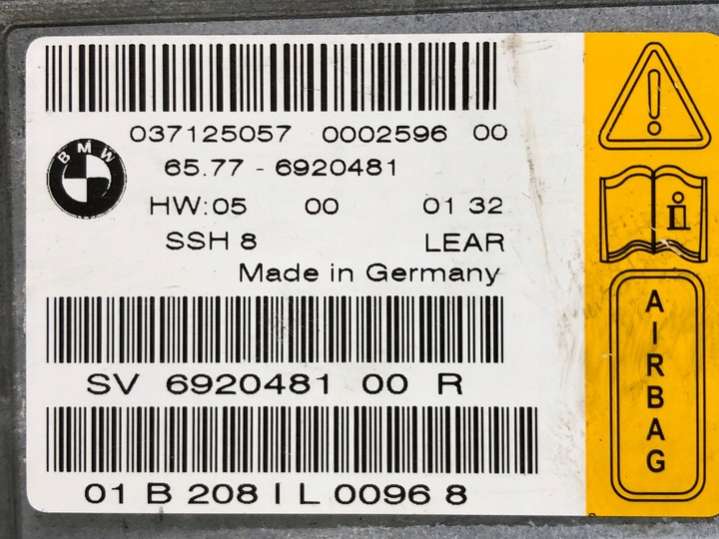 037125057 0002596 00
BMW
65.77 - 6920481
HW:05 00 01 32
SSH 8 LEAR
Made in Germany
SV 6920481 00 R
01 B 208 I L 0096 8
i
AIRBAG